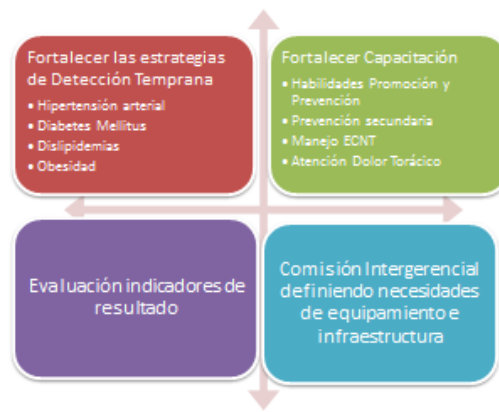 Fortalecer las estrategias
de Detección Temprana
• Hipertensión arterial
• Diabetes Mellitus
• Dislipidemias
• Obesidad
Fortalecer Capacitación
• Habilidades Promoción y
Prevención
• Prevención secundaria
• Manejo ECNT
• Atención Dolor Torácico
Evaluación indicadores de
resultado
Comisión Intergerencial
definiendo necesidades
de equipamiento e
infraestructura